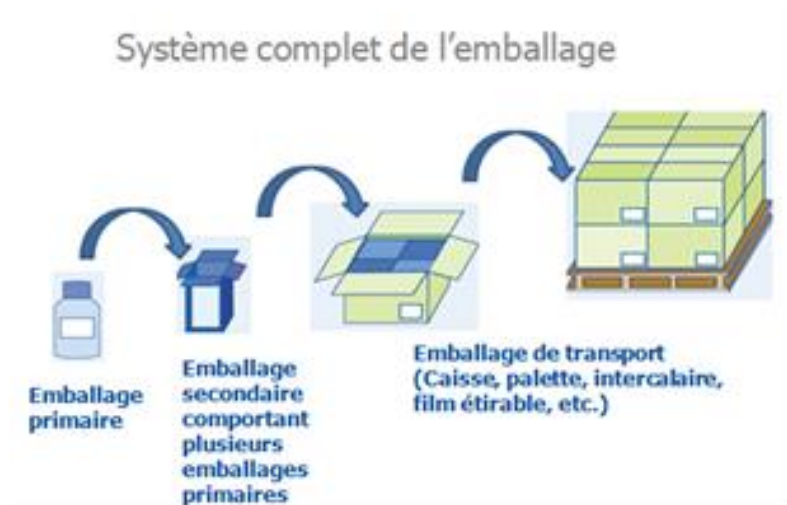 Système complet de l'emballage
Emballage
primaire
Emballage
secondaire
comportant
plusieurs
emballages
primaires
Emballage de transport
(Caisse, palette, intercalaire,
film étirable, etc.)